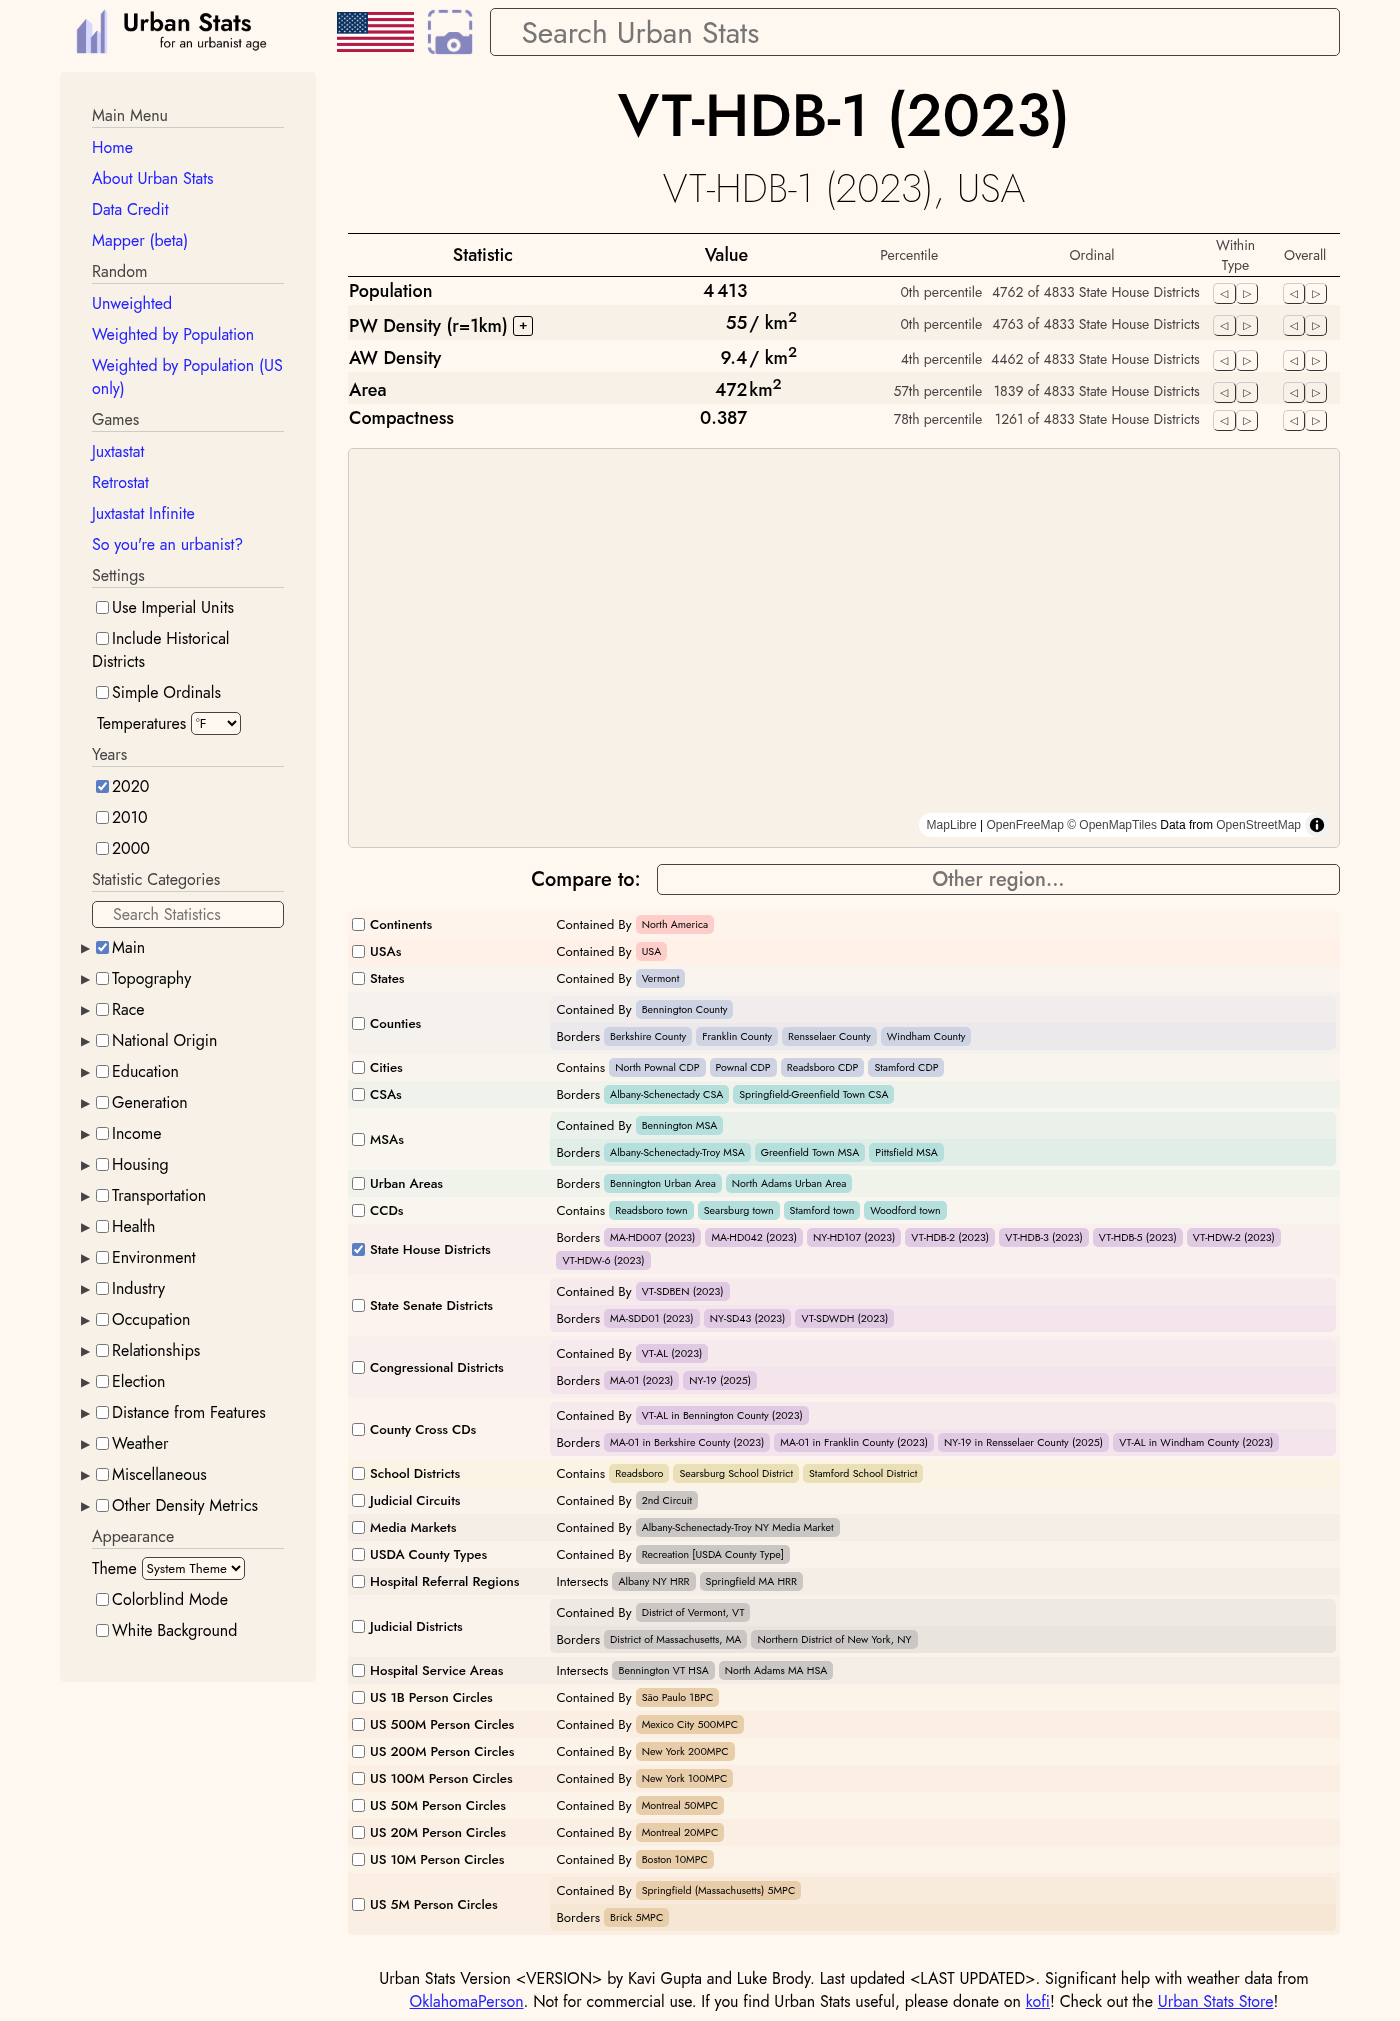 Urban Stats
for an urbanist age
Search Urban Stats
Main Menu
Home
About Urban Stats
Data Credit
Mapper (beta)
Random
Unweighted
Weighted by Population
Weighted by Population (US
only)
Games
Juxtastat
Retrostat
Juxtastat Infinite
So you're an urbanist?
Settings
Use Imperial Units
Include Historical
Districts
Simple Ordinals
Temperatures °F
Years
2020
2010
2000
Statistic Categories
Search Statistics
Main
Topography
Race
National Origin
Education
Generation
Income
Housing
Transportation
Health
Environment
Industry
Occupation
Relationships
Election
Distance from Features
Weather
Miscellaneous
Other Density Metrics
Appearance
Theme System Theme
Colorblind Mode
White Background
VT-HDB-1 (2023)
VT-HDB-1 (2023), USA
Statistic Value Percentile Ordinal Within Type Overall
Population 4 413 0th percentile 4762 of 4833 State House Districts
PW Density (r=1km) + 55 / km² 0th percentile 4763 of 4833 State House Districts
AW Density 9.4 / km² 4th percentile 4462 of 4833 State House Districts
Area 472 km² 57th percentile 1839 of 4833 State House Districts
Compactness 0.387 78th percentile 1261 of 4833 State House Districts
MapLibre | OpenFreeMap © OpenMapTiles Data from OpenStreetMap
Compare to: Other region...
Continents Contained By North America
USAs Contained By USA
States Contained By Vermont
Counties Contained By Bennington County
Borders Berkshire County Franklin County Rensselaer County Windham County
Cities Contains North Pownal CDP Pownal CDP Readsboro CDP Stamford CDP
CSAs Borders Albany-Schenectady CSA Springfield-Greenfield Town CSA
MSAs Contained By Bennington MSA
Borders Albany-Schenectady-Troy MSA Greenfield Town MSA Pittsfield MSA
Urban Areas Borders Bennington Urban Area North Adams Urban Area
CCDs Contains Readsboro town Searsburg town Stamford town Woodford town
State House Districts Borders MA-HD007 (2023) MA-HD042 (2023) NY-HD107 (2023) VT-HDB-2 (2023) VT-HDB-3 (2023) VT-HDB-5 (2023) VT-HDW-2 (2023)
VT-HDW-6 (2023)
State Senate Districts Contained By VT-SDBEN (2023)
Borders MA-SDD01 (2023) NY-SD43 (2023) VT-SDWDH (2023)
Congressional Districts Contained By VT-AL (2023)
Borders MA-01 (2023) NY-19 (2025)
County Cross CDs Contained By VT-AL in Bennington County (2023)
Borders MA-01 in Berkshire County (2023) MA-01 in Franklin County (2023) NY-19 in Rensselaer County (2025) VT-AL in Windham County (2023)
School Districts Contains Readsboro Searsburg School District Stamford School District
Judicial Circuits Contained By 2nd Circuit
Media Markets Contained By Albany-Schenectady-Troy NY Media Market
USDA County Types Contained By Recreation [USDA County Type]
Hospital Referral Regions Intersects Albany NY HRR Springfield MA HRR
Judicial Districts Contained By District of Vermont, VT
Borders District of Massachusetts, MA Northern District of New York, NY
Hospital Service Areas Intersects Bennington VT HSA North Adams MA HSA
US 1B Person Circles Contained By São Paulo 1BPC
US 500M Person Circles Contained By Mexico City 500MPC
US 200M Person Circles Contained By New York 200MPC
US 100M Person Circles Contained By New York 100MPC
US 50M Person Circles Contained By Montreal 50MPC
US 20M Person Circles Contained By Montreal 20MPC
US 10M Person Circles Contained By Boston 10MPC
US 5M Person Circles Contained By Springfield (Massachusetts) 5MPC
Borders Brick 5MPC
Urban Stats Version <VERSION> by Kavi Gupta and Luke Brody. Last updated <LAST UPDATED>. Significant help with weather data from
OklahomaPerson. Not for commercial use. If you find Urban Stats useful, please donate on kofi! Check out the Urban Stats Store!